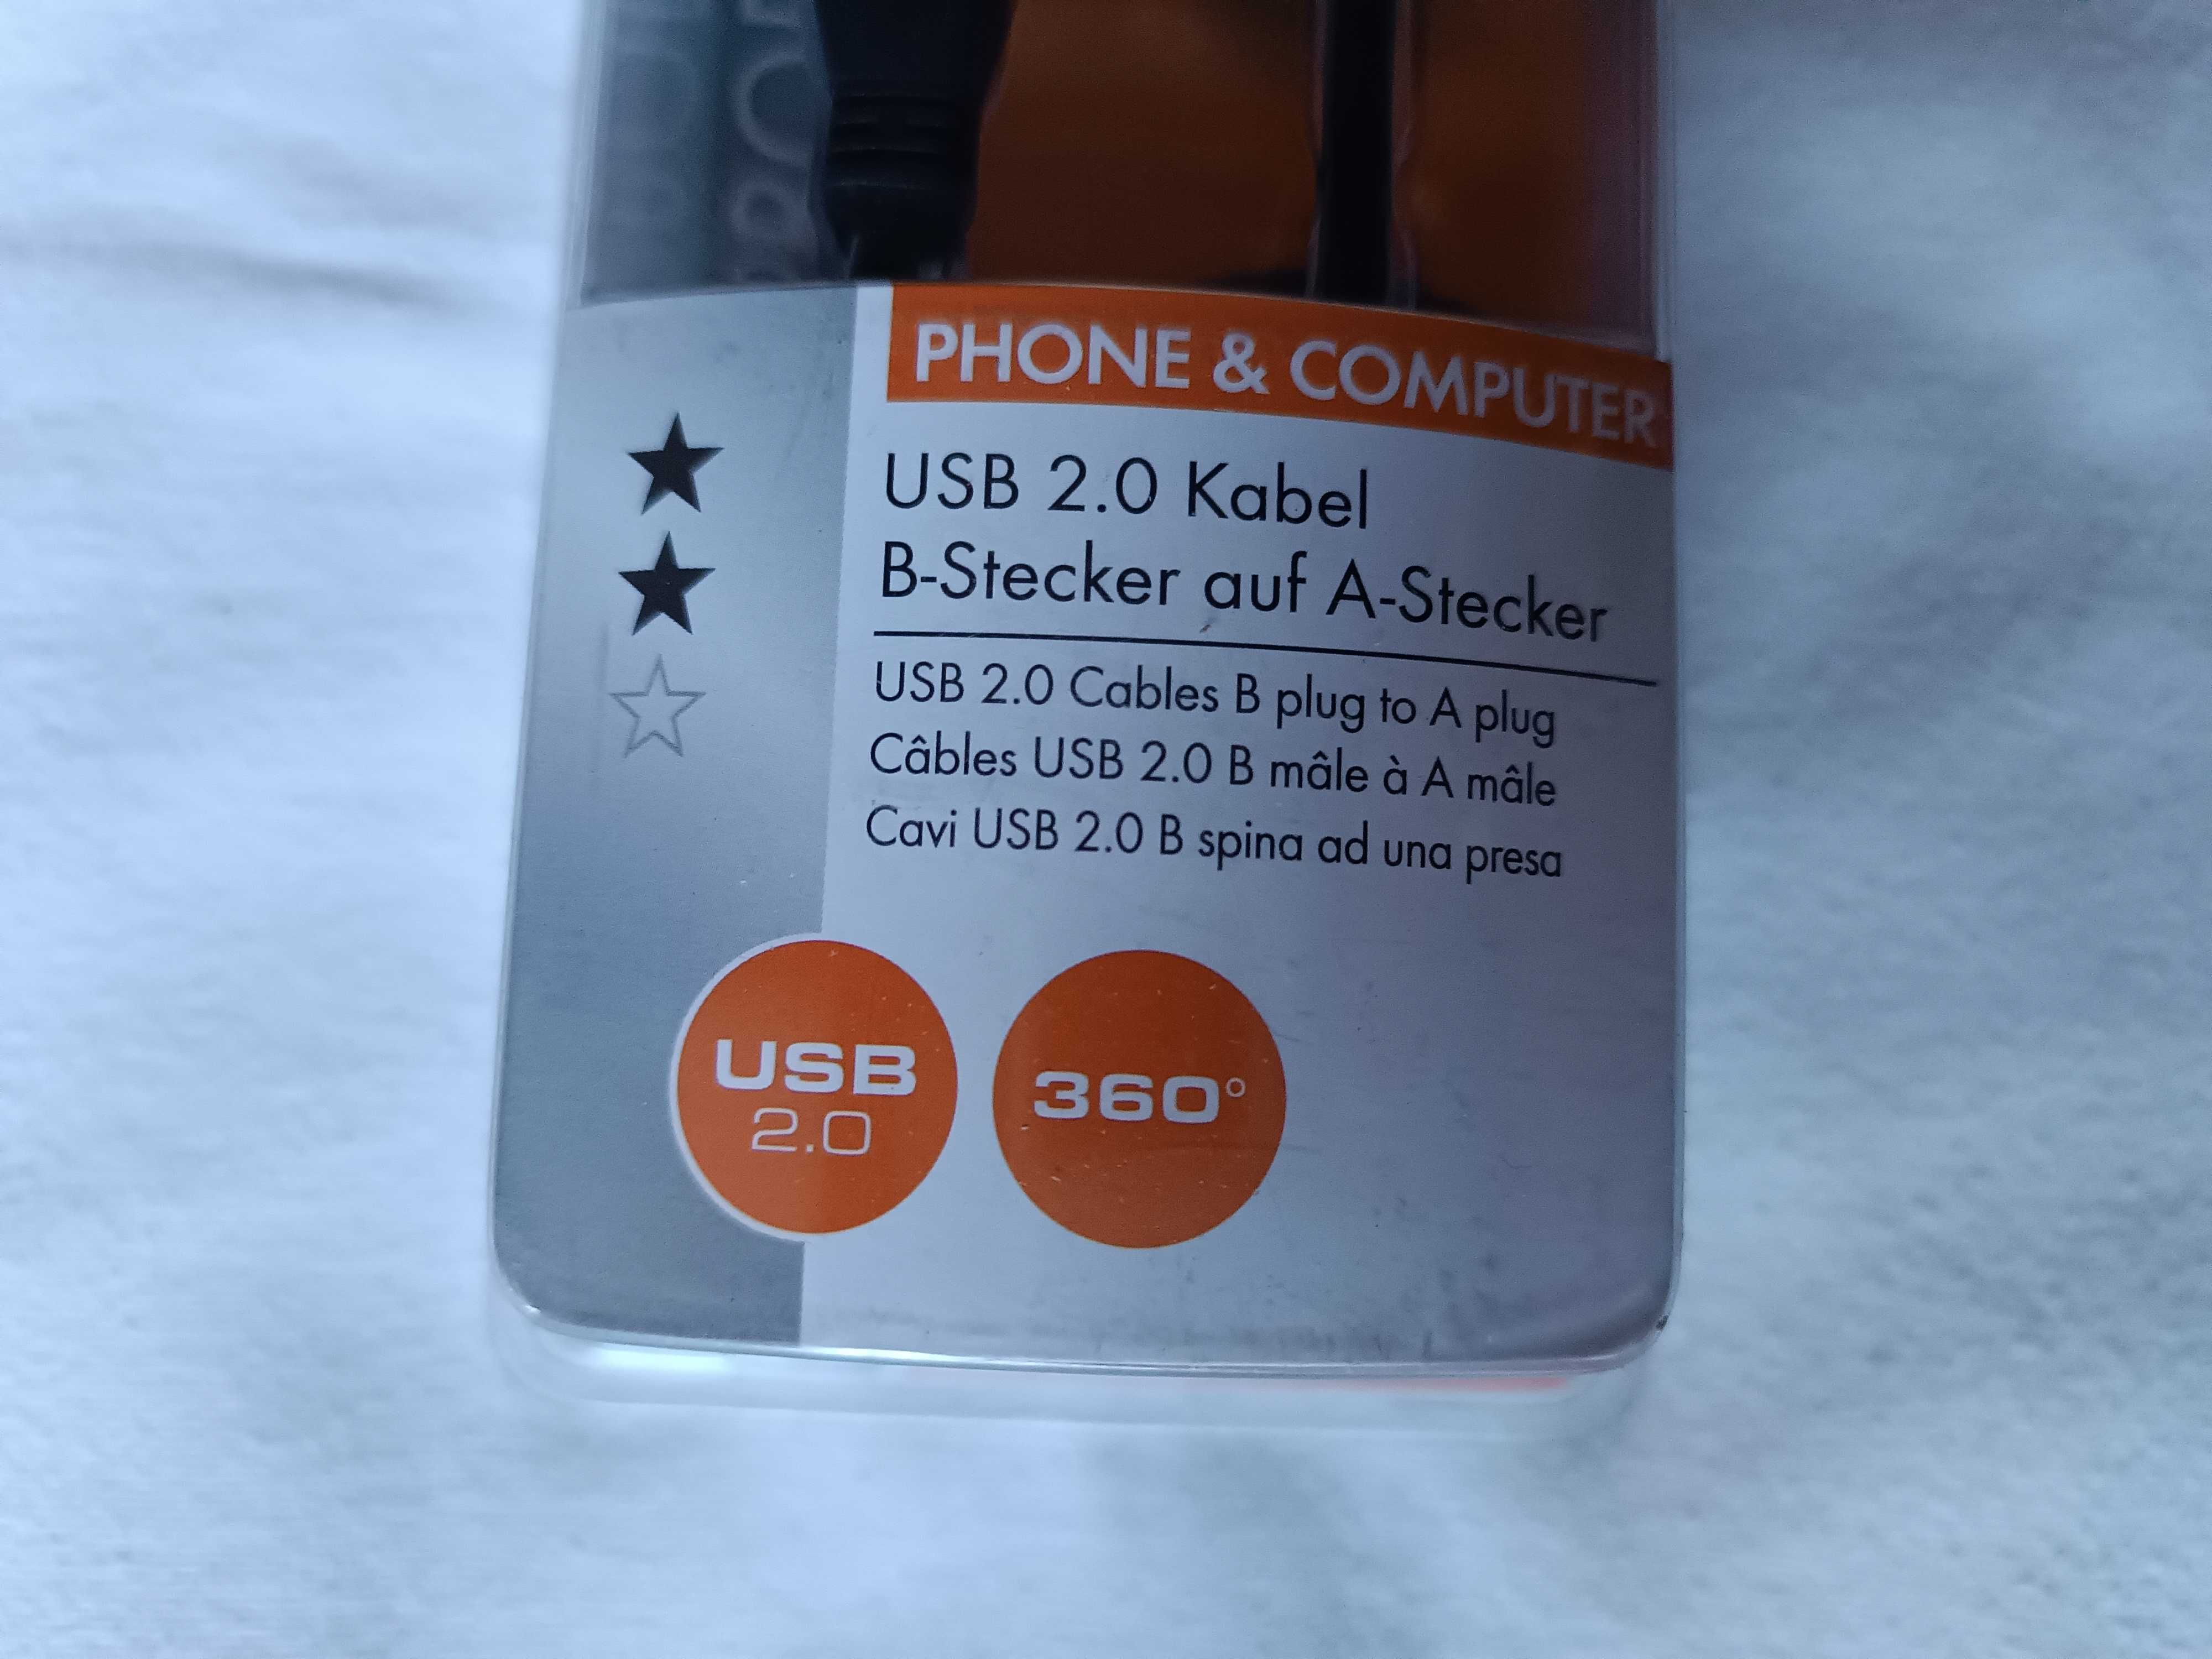 PHONE & COMPUTER
USB 2.0 Kabel
B-Stecker auf A-Stecker
USB 2.0 Cables B plug to A plug
Câbles USB 2.0 B mâle à A mâle
Cavi USB 2.0 B spina ad una presa
USB
2.0
360°